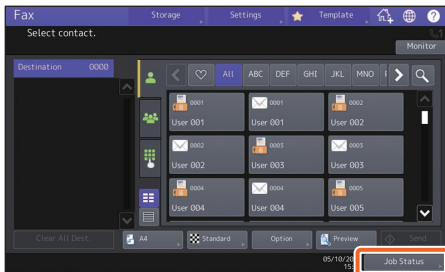 Fax Storage Settings Template ?
Select contact.
Monitor
Destination 0000
All ABC DEF GHI JKL MNO
0001 0001 0002
User 001 User 001 User 002
0002 0003 0003
User 002 User 003 User 003
0004 0004 0005
User 004 User 004 User 005
Clear All Dest. A4 Standard Option Preview Send
05/10/20 Job Status
15: